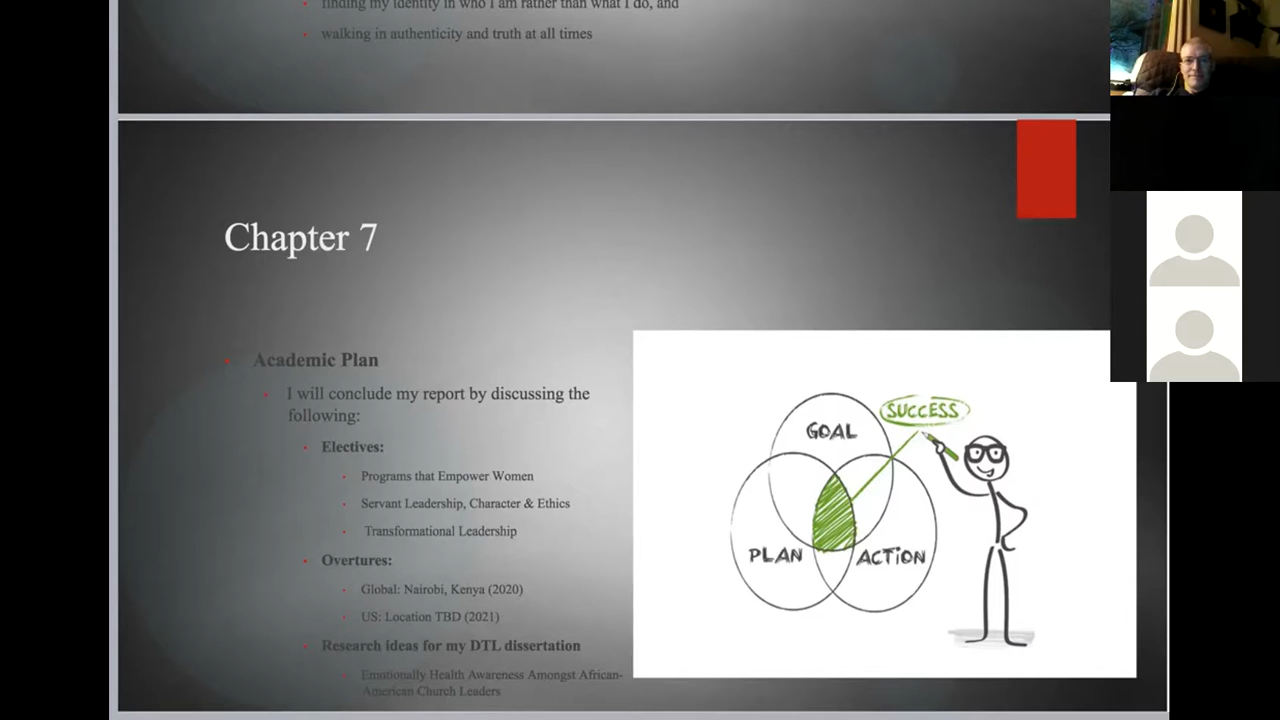 finding my identity in who I am rather than what I do, and
walking in authenticity and truth at all times
Chapter 7
Academic Plan
I will conclude my report by discussing the
following:
Electives:
Programs that Empower Women
Servant Leadership, Character & Ethics
Transformational Leadership
Overtures:
Global: Nairobi, Kenya (2020)
US: Location TBD (2021)
Research ideas for my DTL dissertation
Emotionally Health Awareness Amongst African-
American Church Leaders
SUCCESS
GOAL
PLAN
ACTION